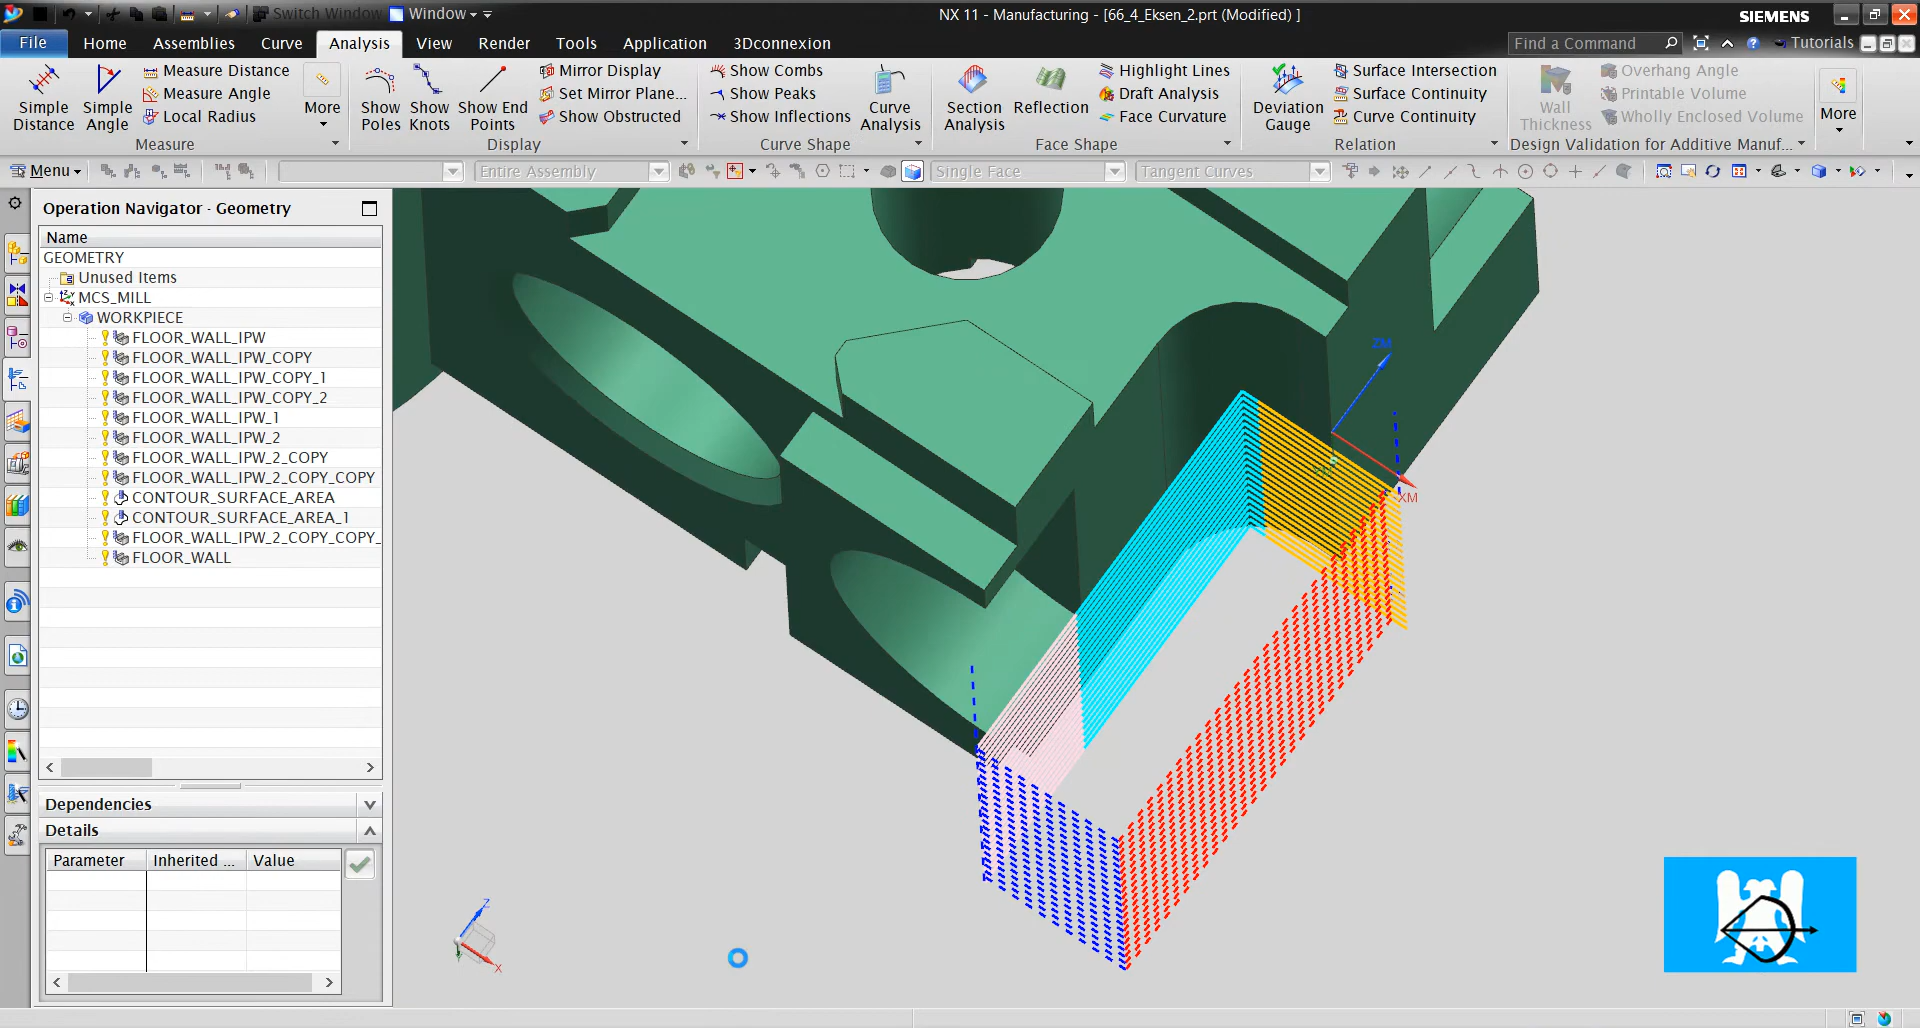 Switch Window Window NX 11 - Manufacturing - [66_4_Eksen_2.prt (Modified) ] SIEMENS
File Home Assemblies Curve Analysis View Render Tools Application 3Dconnexion Find a Command Tutorials
Simple Distance
Simple Angle
Measure Distance
Measure Angle
Local Radius
More
Measure
Show Poles
Show Knots
Show End Points
Mirror Display
Set Mirror Plane...
Show Obstructed
Display
Show Combs
Show Peaks
Show Inflections
Curve Analysis
Curve Shape
Section Analysis
Reflection
Highlight Lines
Draft Analysis
Face Curvature
Face Shape
Deviation Gauge
Surface Intersection
Surface Continuity
Curve Continuity
Relation
Wall Thickness
Overhang Angle
Printable Volume
Wholly Enclosed Volume
Design Validation for Additive Manuf...
More
Menu Entire Assembly Single Face Tangent Curves
Operation Navigator - Geometry
Name
GEOMETRY
Unused Items
MCS_MILL
WORKPIECE
FLOOR_WALL_IPW
FLOOR_WALL_IPW_COPY
FLOOR_WALL_IPW_COPY_1
FLOOR_WALL_IPW_COPY_2
FLOOR_WALL_IPW_1
FLOOR_WALL_IPW_2
FLOOR_WALL_IPW_2_COPY
FLOOR_WALL_IPW_2_COPY_COPY
CONTOUR_SURFACE_AREA
CONTOUR_SURFACE_AREA_1
FLOOR_WALL_IPW_2_COPY_COPY_
FLOOR_WALL
Dependencies
Details
Parameter Inherited ... Value
ZM
XM
Z
X